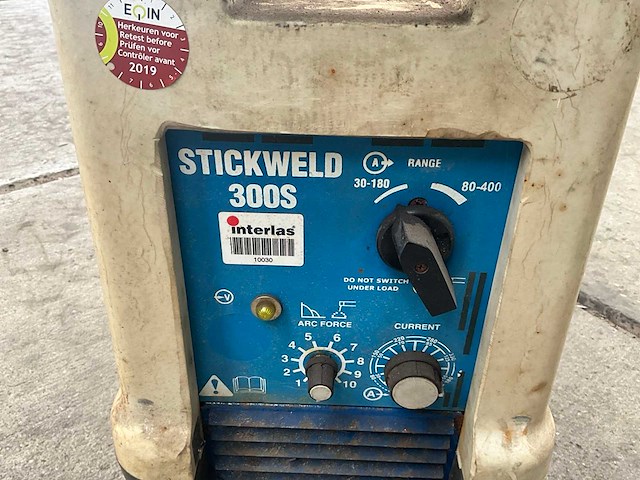 EQIN
Herkeuren voor
Retest before
Prüfen vor
Contrôler avant
2019
STICKWELD
300S
A
RANGE
30-180
80-400
interlas
10030
DO NOT SWITCH
UNDER LOAD
V
ARC FORCE
CURRENT
1 2 3 4 5 6 7 8 9 10
A